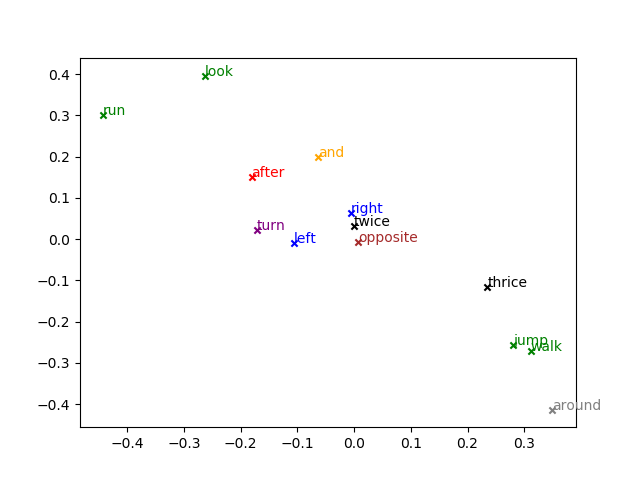 look
run
and
after
right
twice
turn
left
opposite
thrice
jump
walk
around
0.4
0.3
0.2
0.1
0.0
−0.1
−0.2
−0.3
−0.4
−0.4 −0.3 −0.2 −0.1 0.0 0.1 0.2 0.3